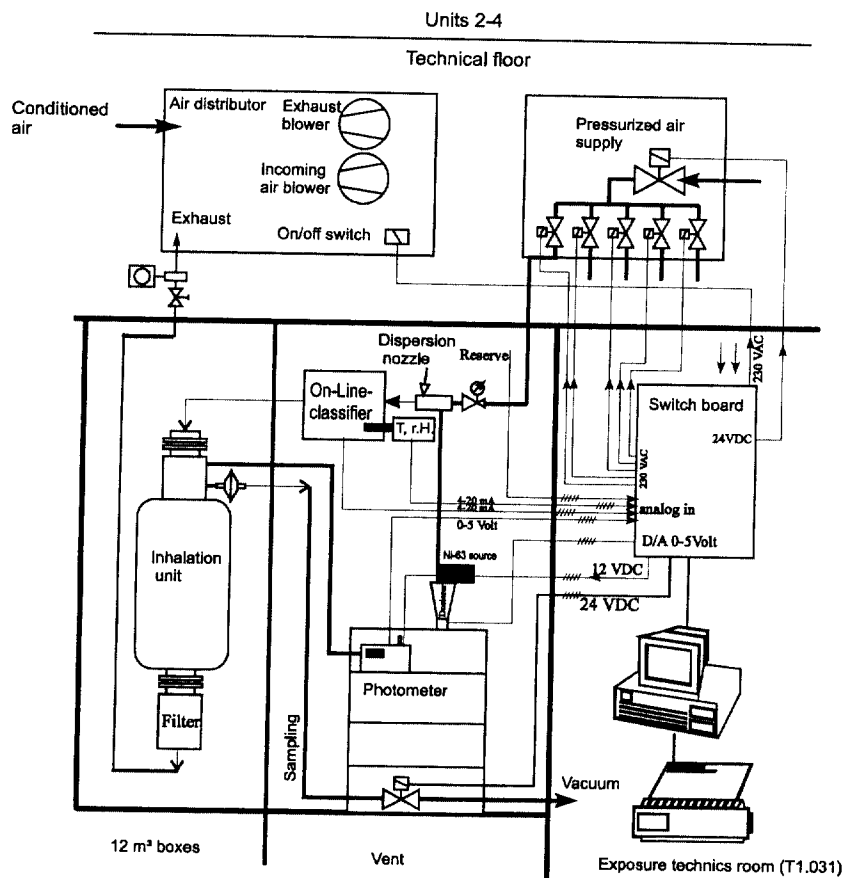 Units 2-4
Technical floor
Conditioned
air
Air distributor
Exhaust
blower
Incoming
air blower
Exhaust
On/off switch
Pressurized air
supply
Dispersion
nozzle
Reserve
On-Line-
classifier
T, r.H.
230 VAC
Switch board
24VDC
230 VAC
4-20 mA
4-20 mA
0-5 Volt
analog in
D/A 0-5Volt
Inhalation
unit
Ni-63 source
12 VDC
24 VDC
Photometer
Filter
Sampling
Vacuum
12 m³ boxes
Vent
Exposure technics room (T1.031)